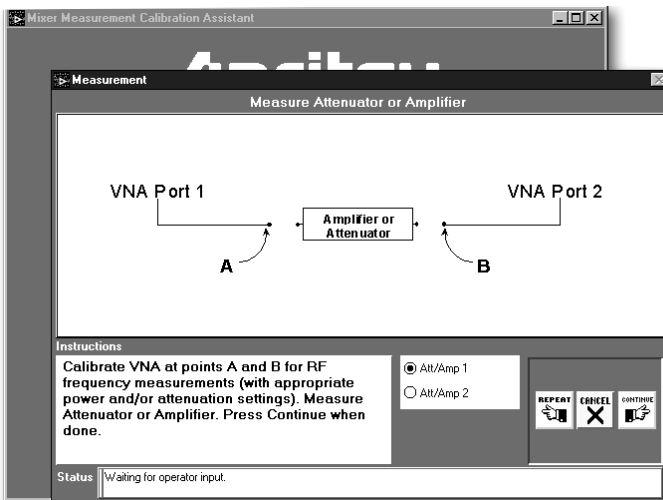 Mixer Measurement Calibration Assistant
Anritsu
Measurement
Measure Attenuator or Amplifier
VNA Port 1
VNA Port 2
Amplifier or
Attenuator
A
B
Instructions
Calibrate VNA at points A and B for RF
frequency measurements (with appropriate
power and/or attenuation settings). Measure
Attenuator or Amplifier. Press Continue when
done.
Att/Amp 1
Att/Amp 2
REPEAT
CANCEL
CONTINUE
Status
Waiting for operator input.